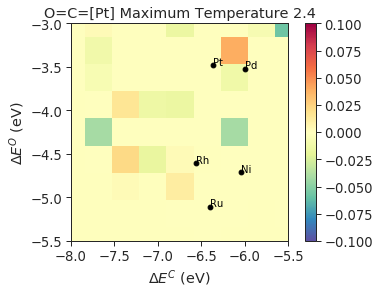 O=C=[Pt] Maximum Temperature 2.4
−3.0
−3.5
−4.0
−4.5
−5.0
−5.5
ΔE^O (eV)
Pt
Pd
Rh
Ni
Ru
−8.0 −7.5 −7.0 −6.5 −6.0 −5.5
ΔE^C (eV)
0.100
0.075
0.050
0.025
0.000
−0.025
−0.050
−0.075
−0.100